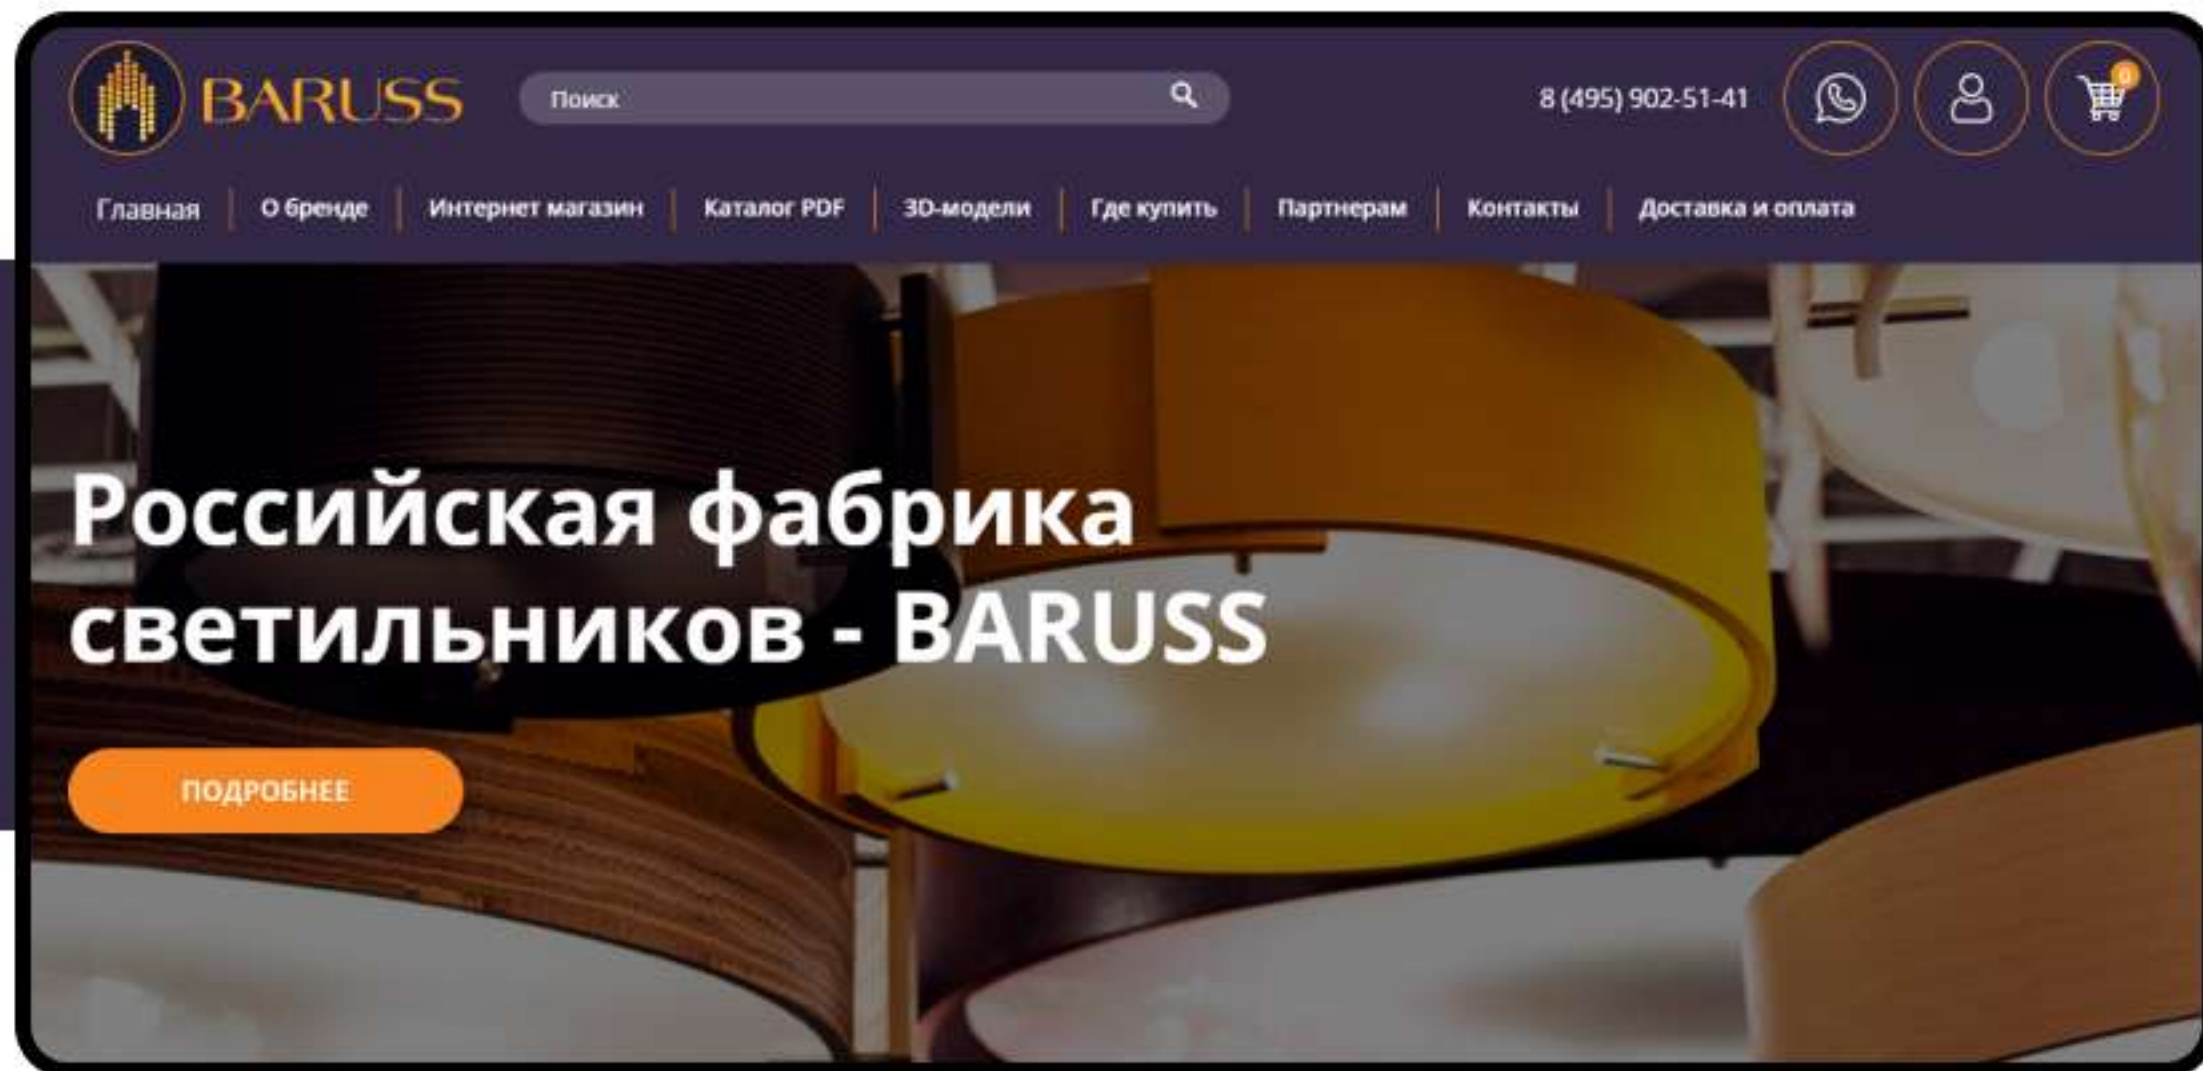 BARUSS
Поиск
8 (495) 902-51-41
0
Главная
О бренде
Интернет магазин
Каталог PDF
3D-модели
Где купить
Партнерам
Контакты
Доставка и оплата
Российская фабрика
светильников - BARUSS
ПОДРОБНЕЕ